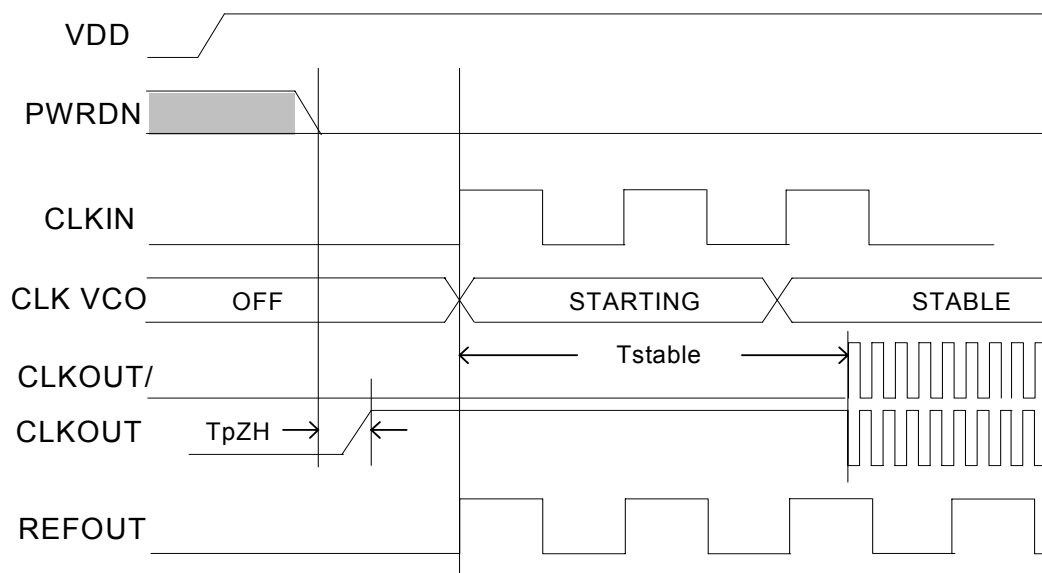 VDD
PWRDN
CLKIN
CLK VCO OFF STARTING STABLE
Tstable
CLKOUT/
CLKOUT TpZH
REFOUT